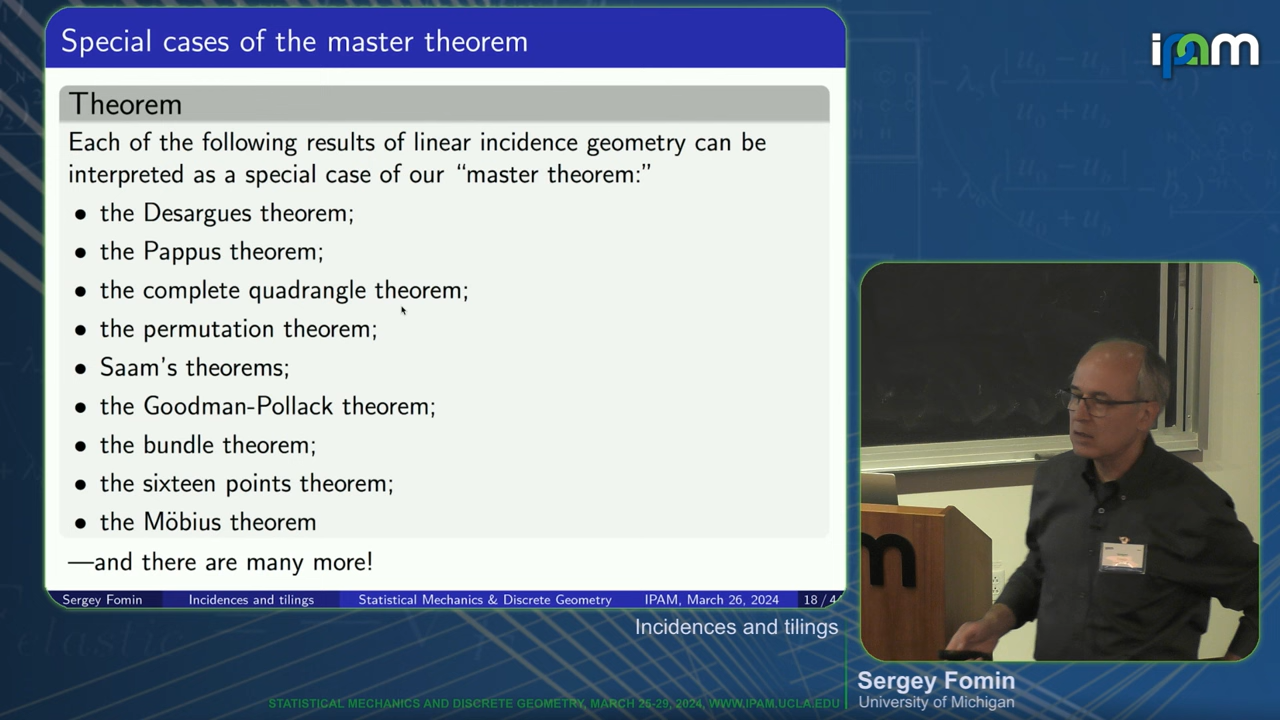 Special cases of the master theorem
ipam
Theorem
Each of the following results of linear incidence geometry can be
interpreted as a special case of our “master theorem:”
• the Desargues theorem;
• the Pappus theorem;
• the complete quadrangle theorem;
• the permutation theorem;
• Saam's theorems;
• the Goodman-Pollack theorem;
• the bundle theorem;
• the sixteen points theorem;
• the Möbius theorem
—and there are many more!
Sergey Fomin Incidences and tilings Statistical Mechanics & Discrete Geometry IPAM, March 26, 2024 18 / 4
Incidences and tilings
Sergey Fomin
University of Michigan
STATISTICAL MECHANICS AND DISCRETE GEOMETRY, MARCH 25-29, 2024, WWW.IPAM.UCLA.EDU
m